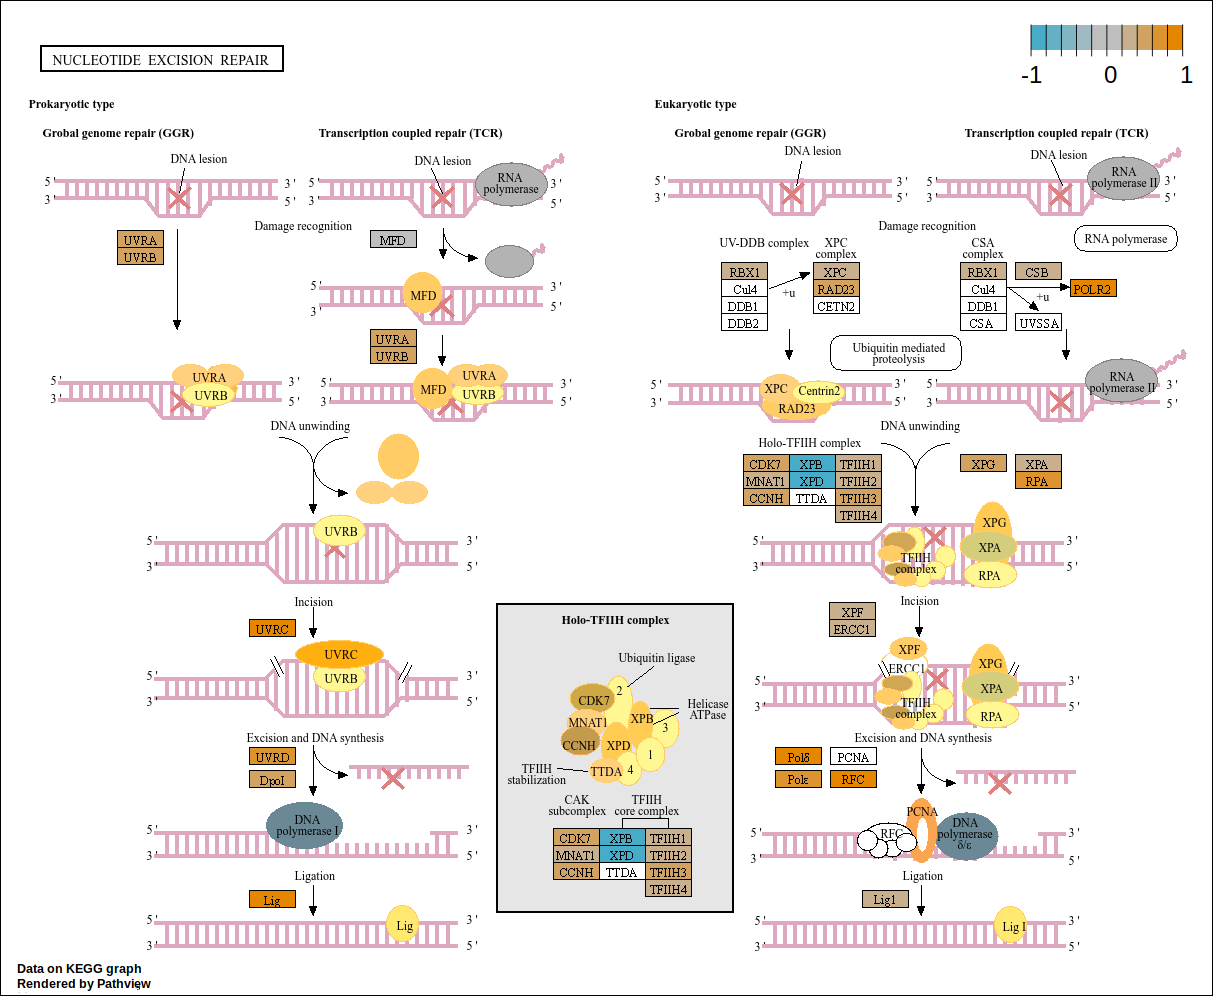 NUCLEOTIDE EXCISION REPAIR
-1 0 1
Prokaryotic type
Eukaryotic type
Grobal genome repair (GGR)
Transcription coupled repair (TCR)
Grobal genome repair (GGR)
Transcription coupled repair (TCR)
DNA lesion
DNA lesion
DNA lesion
DNA lesion
RNA
polymerase
RNA
polymerase II
5' 3'
3'
5' 3'
3' 5'
5' 3'
3' 5'
5' 3'
3' 5'
Damage recognition
Damage recognition
UVRA
UVRB
MFD
RNA polymerase
UV-DDB complex
XPC
complex
CSA
complex
RBX1
Cul4
DDB1
DDB2
+u
XPC
RAD23
CETN2
RBX1
Cul4
DDB1
CSA
CSB
+u
UVSSA
POLR2
MFD
5' 3'
3' 5'
UVRA
UVRB
Ubiquitin mediated
proteolysis
UVRA
UVRB
5' 3'
3' 5'
MFD
UVRA
UVRB
5' 3'
3' 5'
XPC
Centrin2
RAD23
5' 3'
3' 5'
RNA
polymerase II
5' 3'
3' 5'
DNA unwinding
DNA unwinding
Holo-TFIIH complex
CDK7 XPB TFIIH1
MNAT1 XPD TFIIH2
CCNH TTDA TFIIH3
TFIIH4
XPG
XPA
RPA
UVRB
5' 3'
3' 5'
TFIIH
complex
XPG
XPA
RPA
5' 3'
3' 5'
Incision
Incision
UVRC
XPF
ERCC1
UVRC
UVRB
5' 3'
3' 5'
XPF
ERCC1
TFIIH
complex
XPG
XPA
RPA
5' 3'
3' 5'
Holo-TFIIH complex
Ubiquitin ligase
CDK7
2
MNAT1
XPB
CCNH
XPD
3
1
TTDA
4
Helicase
ATPase
TFIIH
stabilization
CAK
subcomplex
TFIIH
core complex
CDK7 XPB TFIIH1
MNAT1 XPD TFIIH2
CCNH TTDA TFIIH3
TFIIH4
Excision and DNA synthesis
Excision and DNA synthesis
UVRD
DpoI
Polδ PCNA
Polε RFC
DNA
polymerase I
5' 3'
3' 5'
PCNA
RFC
DNA
polymerase
δ/ε
5' 3'
3' 5'
Ligation
Ligation
Lig
Lig1
Lig
5' 3'
3' 5'
Lig I
5' 3'
3' 5'
Data on KEGG graph
Rendered by Pathview